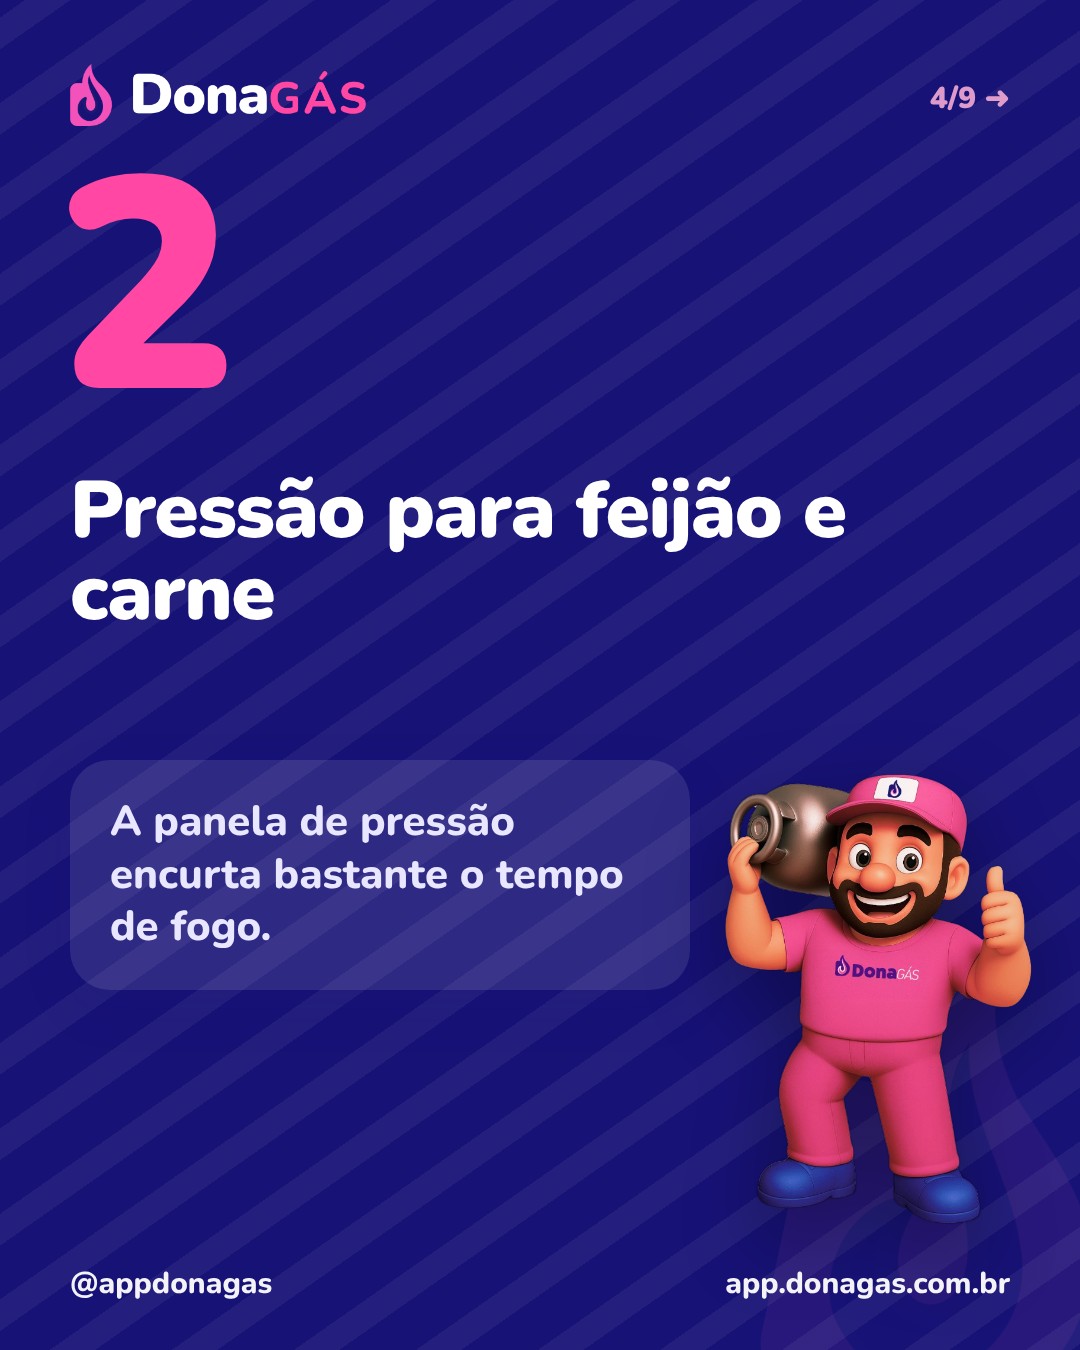 DonaGÁS
4/9 →
2
Pressão para feijão e
carne
A panela de pressão
encurta bastante o tempo
de fogo.
DonaGÁS
@appdonagas
app.donagas.com.br